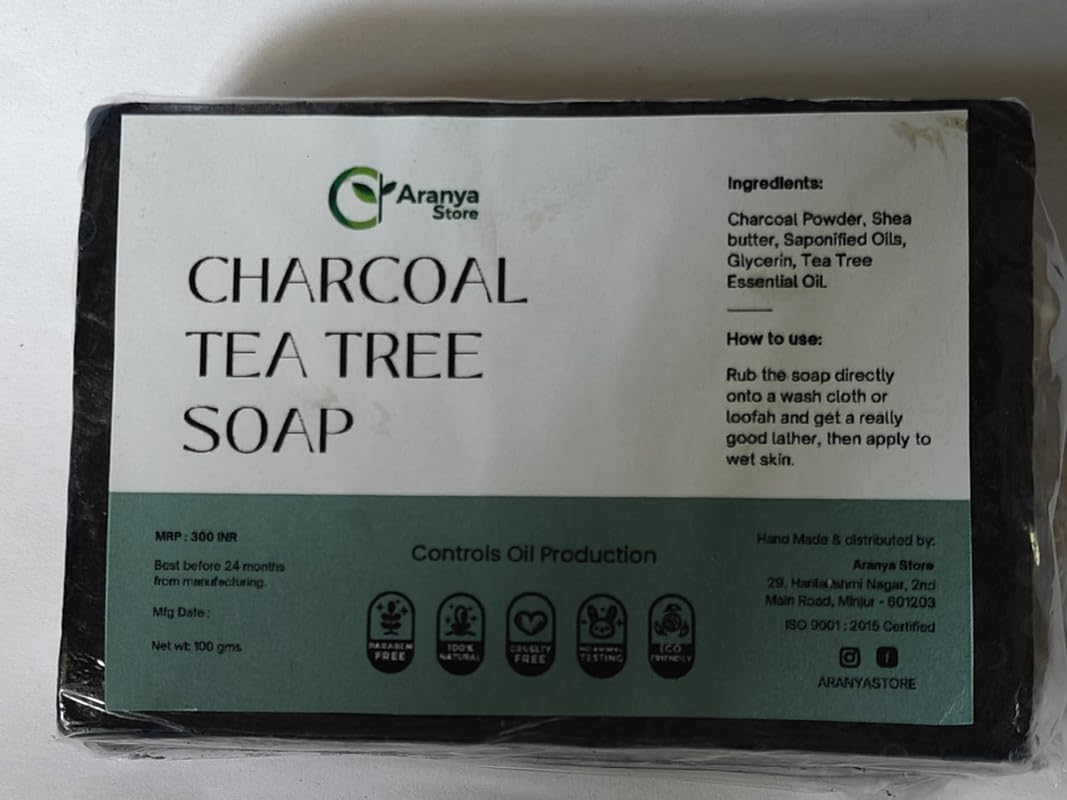 Aranya
Store
CHARCOAL
TEA TREE
SOAP
Ingredients:
Charcoal Powder, Shea
butter, Saponified Oils,
Glycerin, Tea Tree
Essential Oil.
How to use:
Rub the soap directly
onto a wash cloth or
loofah and get a really
good lather, then apply to
wet skin.
MRP : 300 INR
Best before 24 months
from manufacturing.
Mfg Date :
Net wt: 100 gms
Controls Oil Production
PARABEN
FREE
100%
NATURAL
CRUELTY
FREE
NO ANIMAL
TESTING
ECO
FRIENDLY
Hand Made & distributed by:
Aranya Store
29, Nagar, 2nd
Main Road, Minjur - 601203
ISO 9001 : 2015 Certified
ARANYASTORE